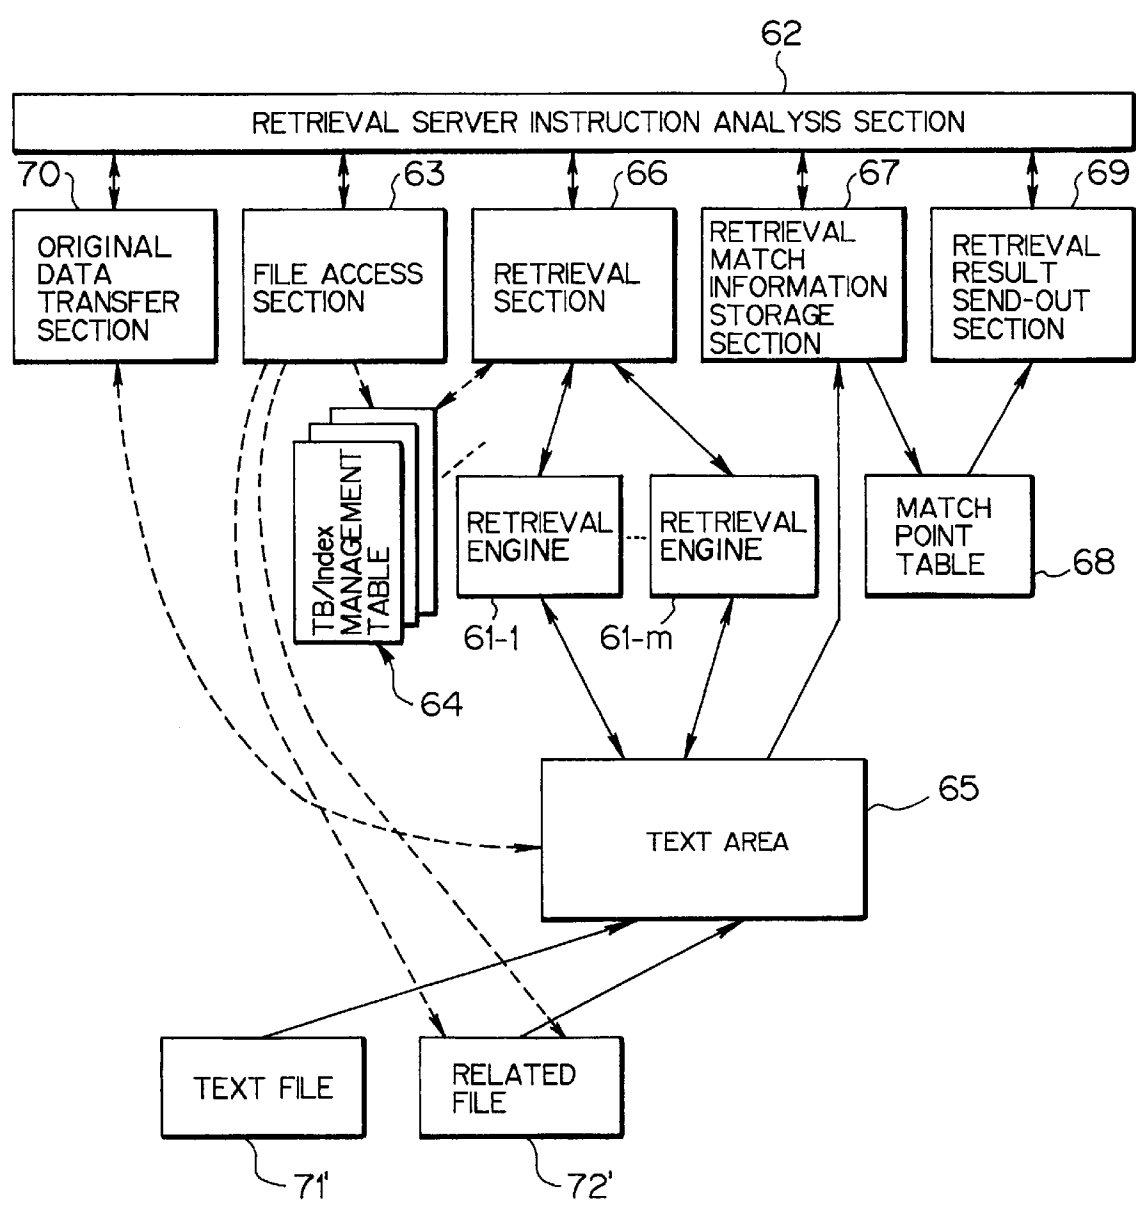 62
RETRIEVAL SERVER INSTRUCTION ANALYSIS SECTION
70
63
66
67
69
ORIGINAL
DATA
TRANSFER
SECTION
FILE ACCESS
SECTION
RETRIEVAL
SECTION
RETRIEVAL
MATCH
INFORMATION
STORAGE
SECTION
RETRIEVAL
RESULT
SEND-OUT
SECTION
TB/Index
MANAGEMENT
TABLE
64
RETRIEVAL
ENGINE
61-1
RETRIEVAL
ENGINE
61-m
MATCH
POINT
TABLE
68
TEXT AREA
65
TEXT FILE
71'
RELATED
FILE
72'